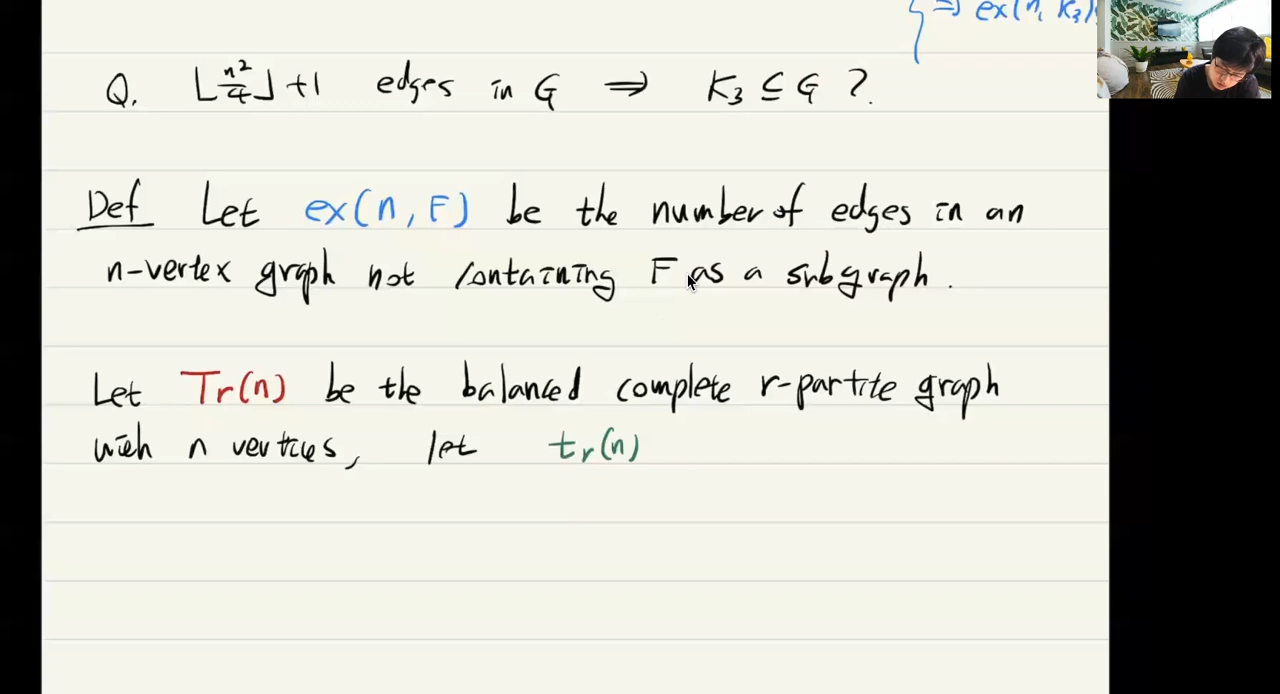 ⇒ ex(n, K₃)
Q. ⌊n²/4⌋ + 1 edges in G ⇒ K₃ ⊆ G ?
Def Let ex(n, F) be the number of edges in an
n-vertex graph not containing F as a subgraph.
Let Tr(n) be the balanced complete r-partite graph
with n vertices, let tr(n)